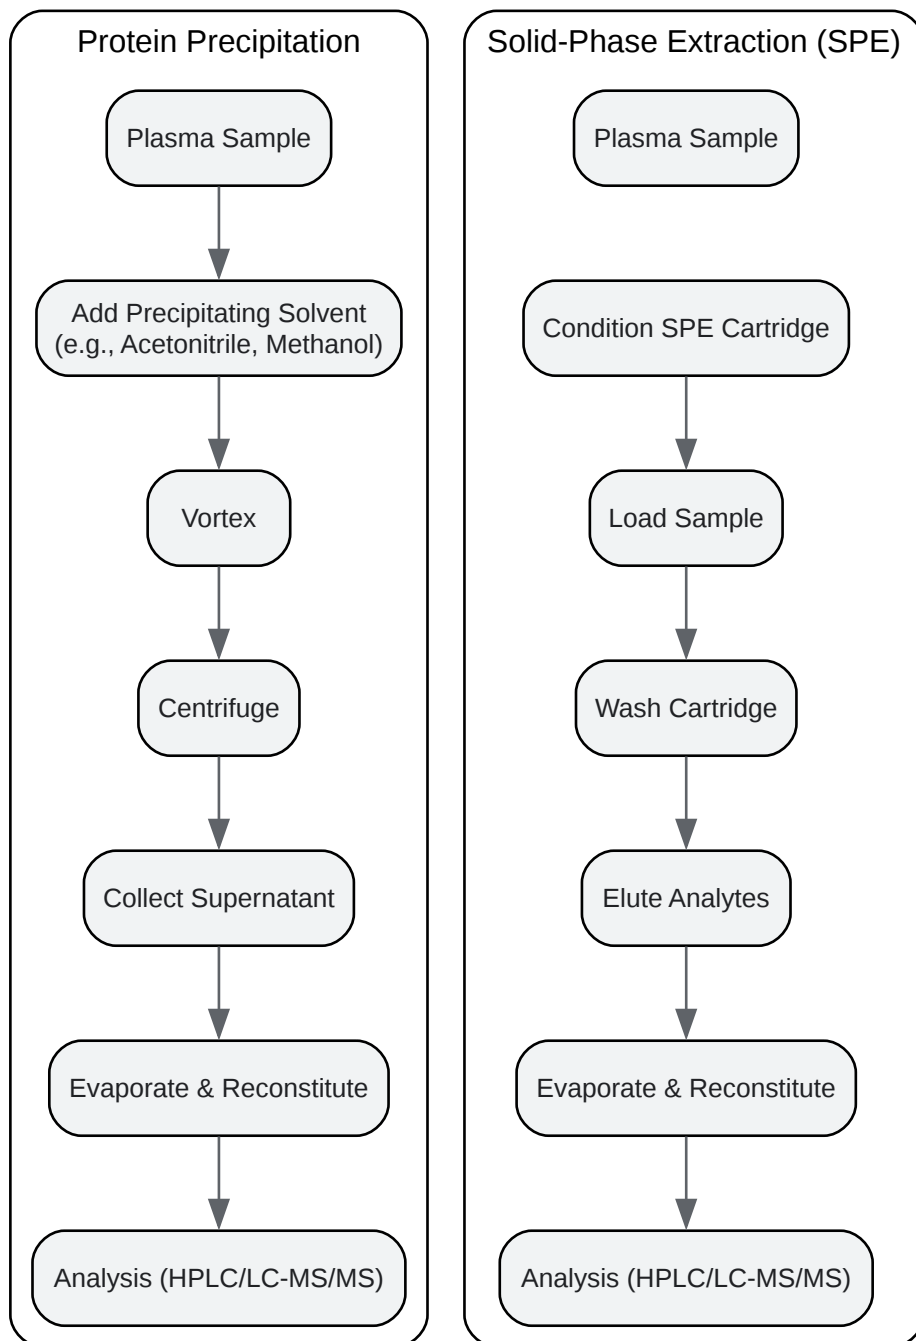 Protein Precipitation
Plasma Sample
Add Precipitating Solvent
(e.g., Acetonitrile, Methanol)
Vortex
Centrifuge
Collect Supernatant
Evaporate & Reconstitute
Analysis (HPLC/LC-MS/MS)
Solid-Phase Extraction (SPE)
Plasma Sample
Condition SPE Cartridge
Load Sample
Wash Cartridge
Elute Analytes
Evaporate & Reconstitute
Analysis (HPLC/LC-MS/MS)